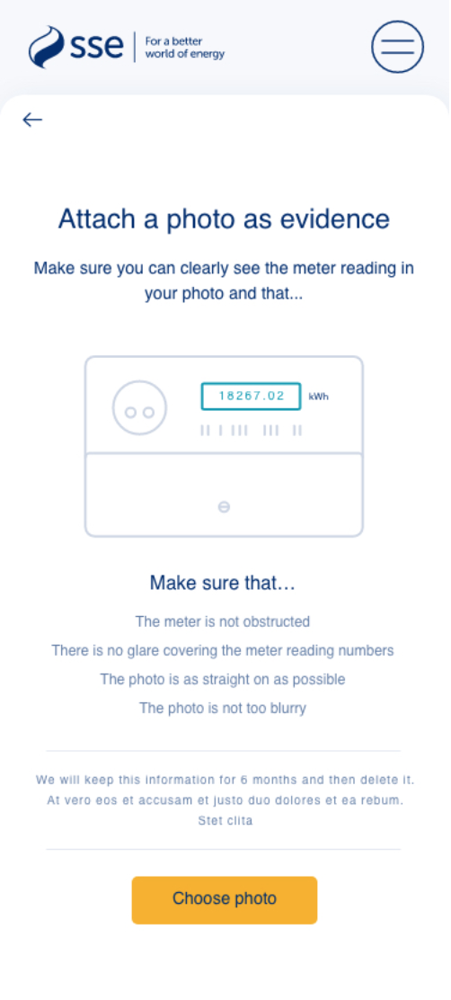 sse
For a better
world of energy
Attach a photo as evidence
Make sure you can clearly see the meter reading in
your photo and that...
18267.02 kWh
Make sure that...
The meter is not obstructed
There is no glare covering the meter reading numbers
The photo is as straight on as possible
The photo is not too blurry
We will keep this information for 6 months and then delete it.
At vero eos et accusam et justo duo dolores et ea rebum.
Stet clita
Choose photo